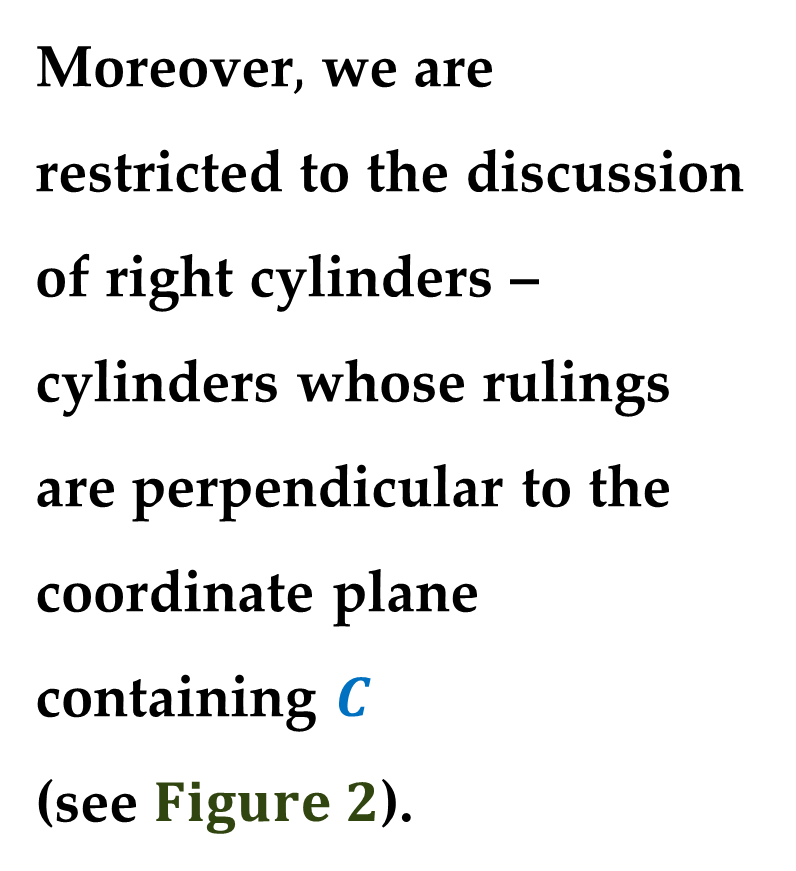 Moreover, we are
restricted to the discussion
of right cylinders –
cylinders whose rulings
are perpendicular to the
coordinate plane
containing C
(see Figure 2).